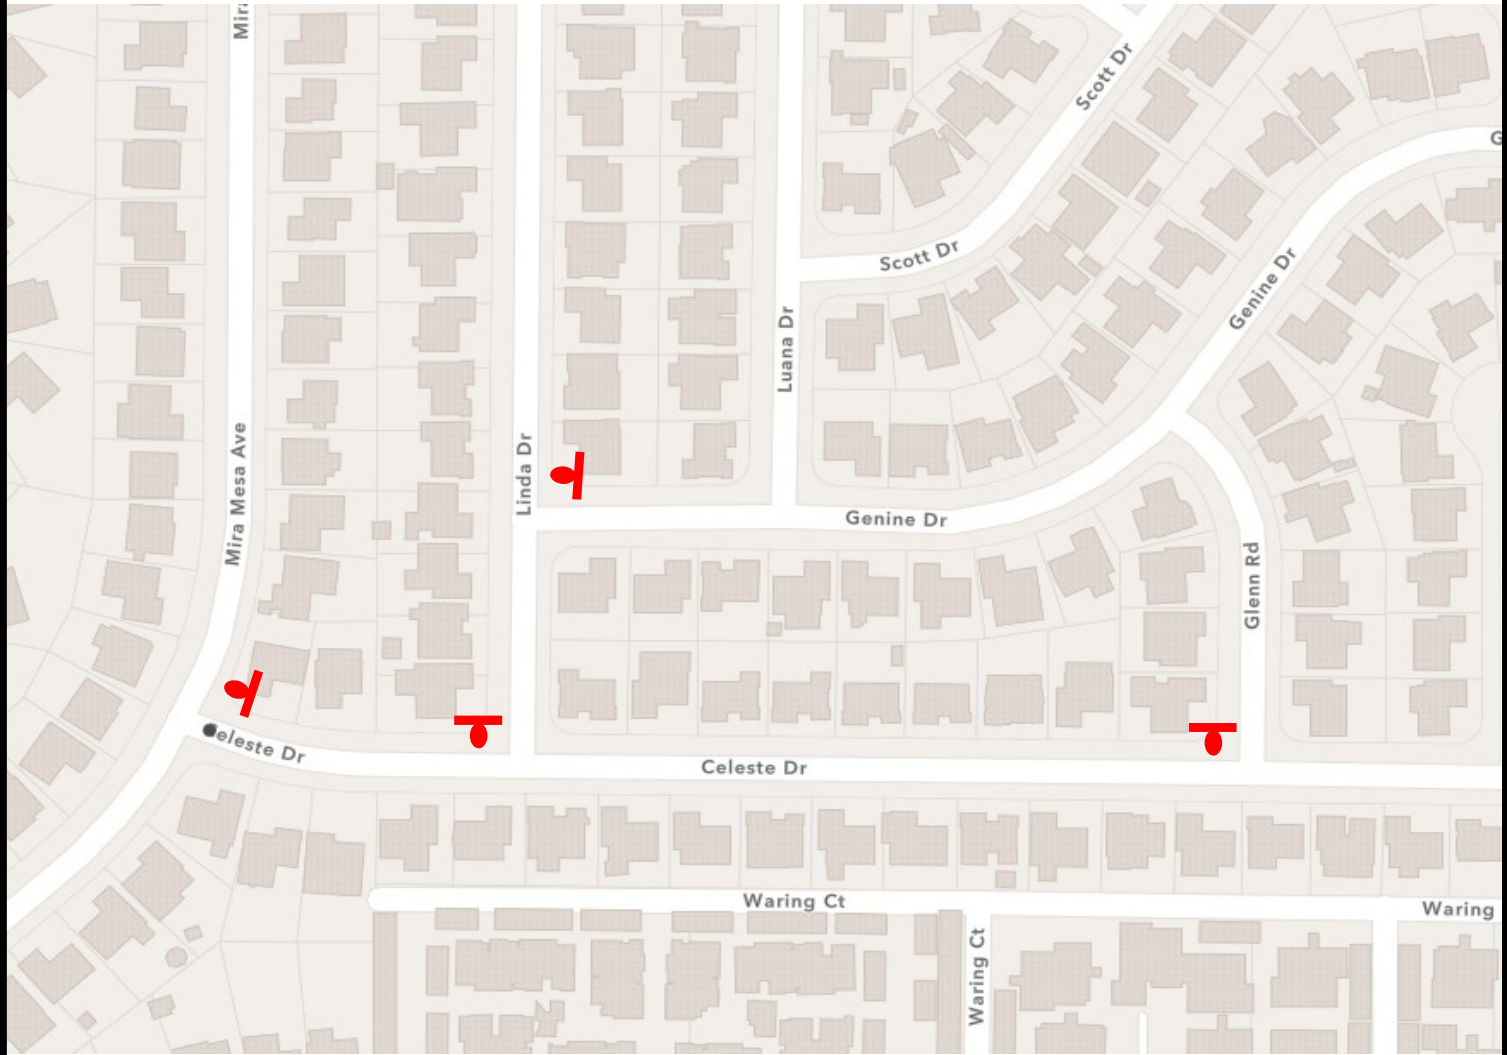 Mira
Scott Dr
G
Scott Dr
Genine Dr
Luana Dr
Mira Mesa Ave
Linda Dr
Genine Dr
Glenn Rd
eleste Dr
Celeste Dr
Waring Ct
Waring
Waring Ct